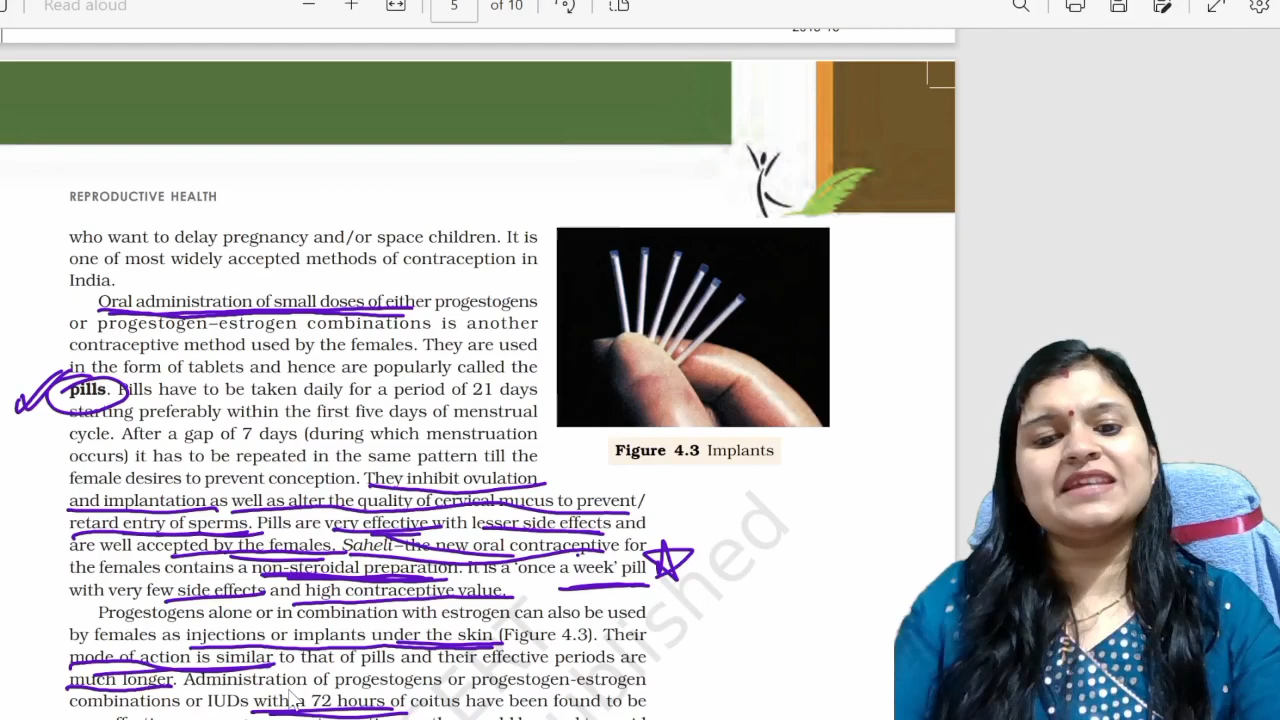 Read aloud
5
of 10
REPRODUCTIVE HEALTH
who want to delay pregnancy and/or space children. It is
one of most widely accepted methods of contraception in
India.
Oral administration of small doses of either progestogens
or progestogen–estrogen combinations is another
contraceptive method used by the females. They are used
in the form of tablets and hence are popularly called the
pills. Pills have to be taken daily for a period of 21 days
starting preferably within the first five days of menstrual
cycle. After a gap of 7 days (during which menstruation
occurs) it has to be repeated in the same pattern till the
female desires to prevent conception. They inhibit ovulation
and implantation as well as alter the quality of cervical mucus to prevent/
retard entry of sperms. Pills are very effective with lesser side effects and
are well accepted by the females. Saheli–the new oral contraceptive for
the females contains a non-steroidal preparation. It is a 'once a week' pill
with very few side effects and high contraceptive value.
Progestogens alone or in combination with estrogen can also be used
by females as injections or implants under the skin (Figure 4.3). Their
mode of action is similar to that of pills and their effective periods are
much longer. Administration of progestogens or progestogen-estrogen
combinations or IUDs within 72 hours of coitus have been found to be
Figure 4.3 Implants